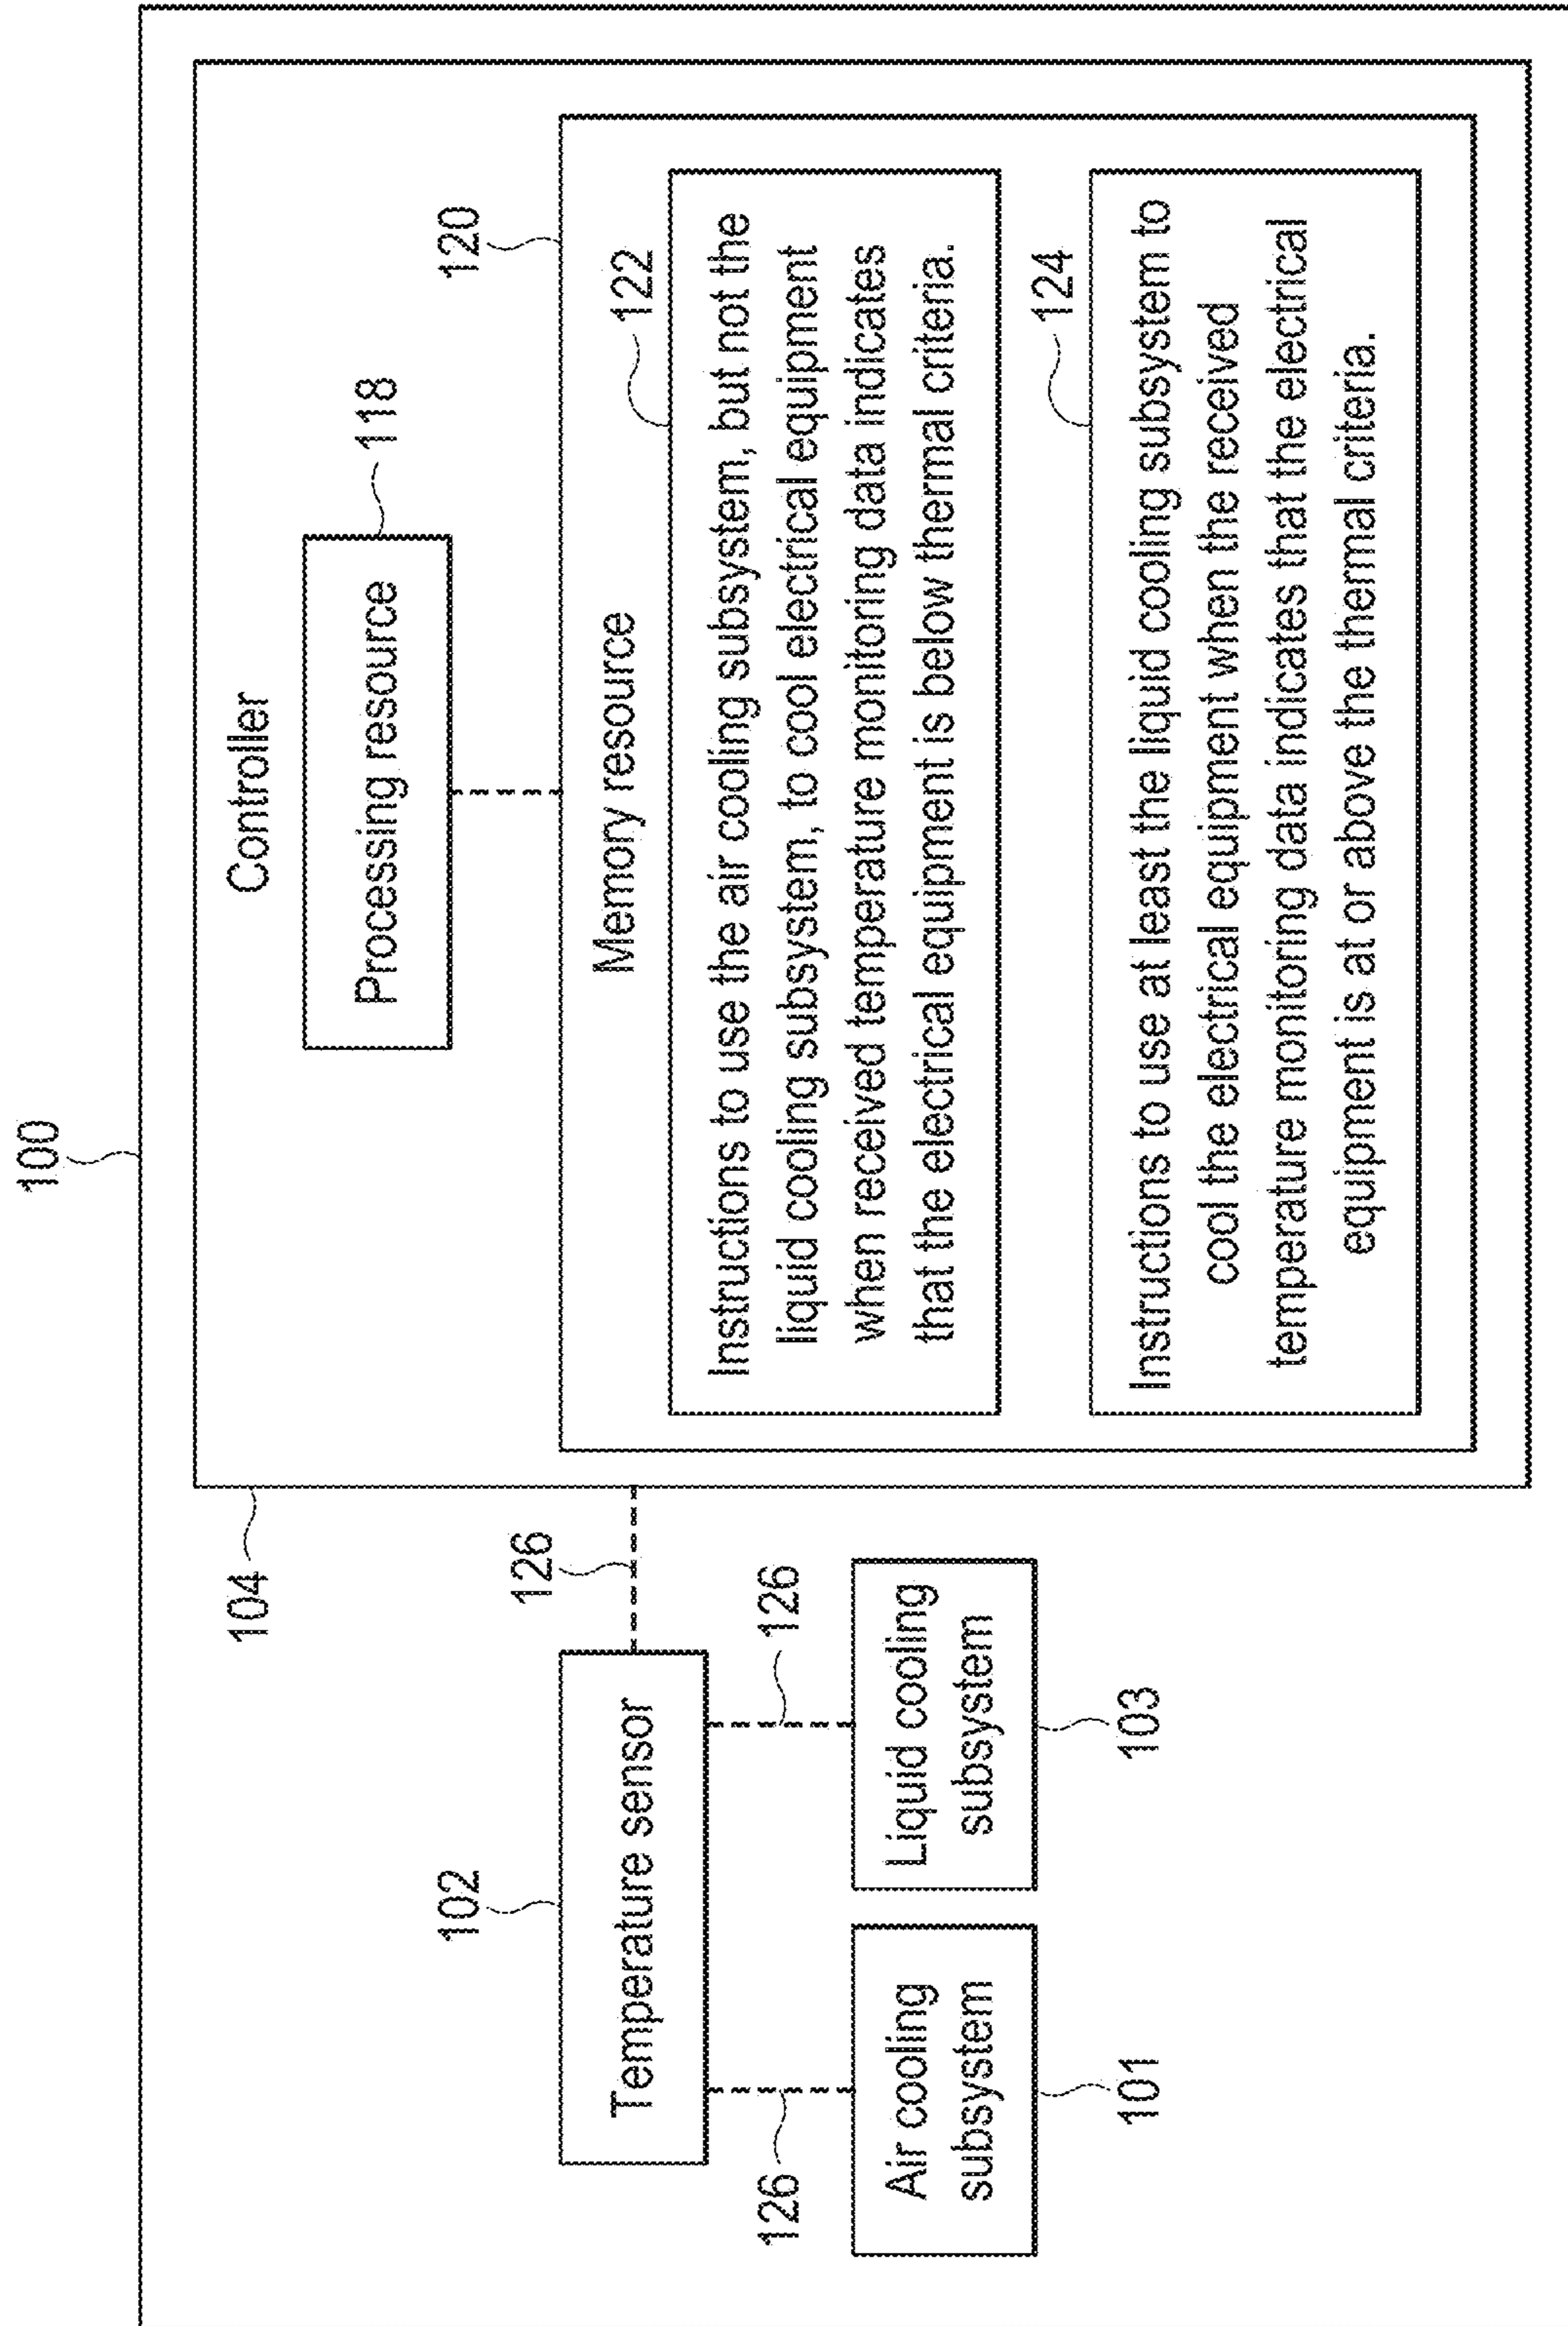 100
104
Controller
Processing resource
118
120
Memory resource
122
Instructions to use the air cooling subsystem, but not the
liquid cooling subsystem, to cool electrical equipment
when received temperature monitoring data indicates
that the electrical equipment is below thermal criteria.
124
Instructions to use at least the liquid cooling subsystem to
cool the electrical equipment when the received
temperature monitoring data indicates that the electrical
equipment is at or above the thermal criteria.
102
126
Temperature sensor
126
126
Air cooling
subsystem
Liquid cooling
subsystem
101
103